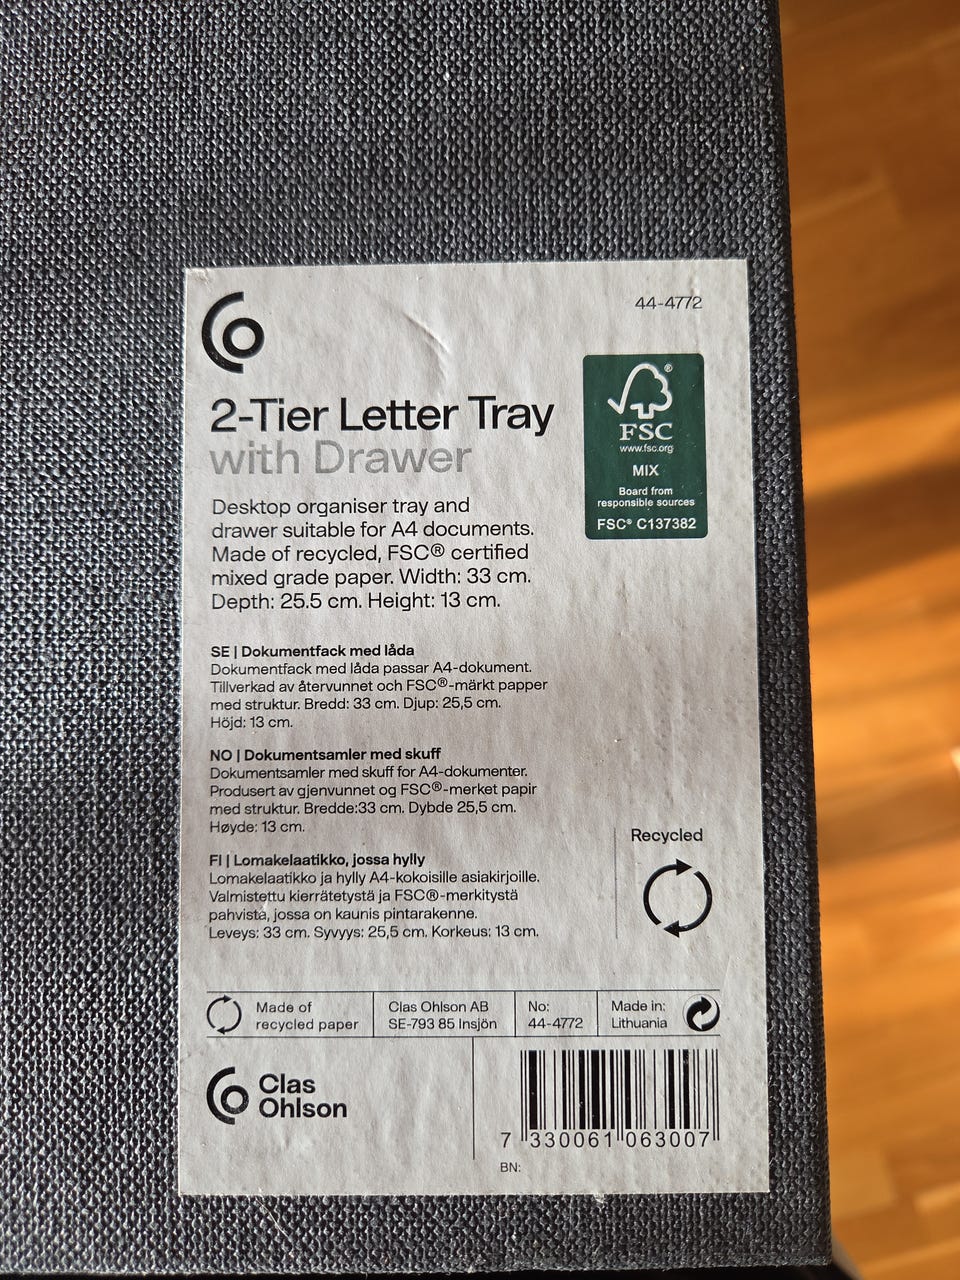 44-4772
2-Tier Letter Tray
with Drawer
Desktop organiser tray and
drawer suitable for A4 documents.
Made of recycled, FSC® certified
mixed grade paper. Width: 33 cm.
Depth: 25.5 cm. Height: 13 cm.
®
FSC
www.fsc.org
MIX
Board from
responsible sources
FSC® C137382
SE | Dokumentfack med låda
Dokumentfack med låda passar A4-dokument.
Tillverkad av återvunnet och FSC®-märkt papper
med struktur. Bredd: 33 cm. Djup: 25,5 cm.
Höjd: 13 cm.
NO | Dokumentsamler med skuff
Dokumentsamler med skuff for A4-dokumenter.
Produsert av gjenvunnet og FSC®-merket papir
med struktur. Bredde:33 cm. Dybde 25,5 cm.
Høyde: 13 cm.
FI | Lomakelaatikko, jossa hylly
Lomakelaatikko ja hylly A4-kokoisille asiakirjoille.
Valmistettu kierrätetystä ja FSC®-merkitystä
pahvista, jossa on kaunis pintarakenne.
Leveys: 33 cm. Syvyys: 25,5 cm. Korkeus: 13 cm.
Recycled
Made of
recycled paper
Clas Ohlson AB
SE-793 85 Insjön
No:
44-4772
Made in:
Lithuania
Clas
Ohlson
7 330061 063007
BN: